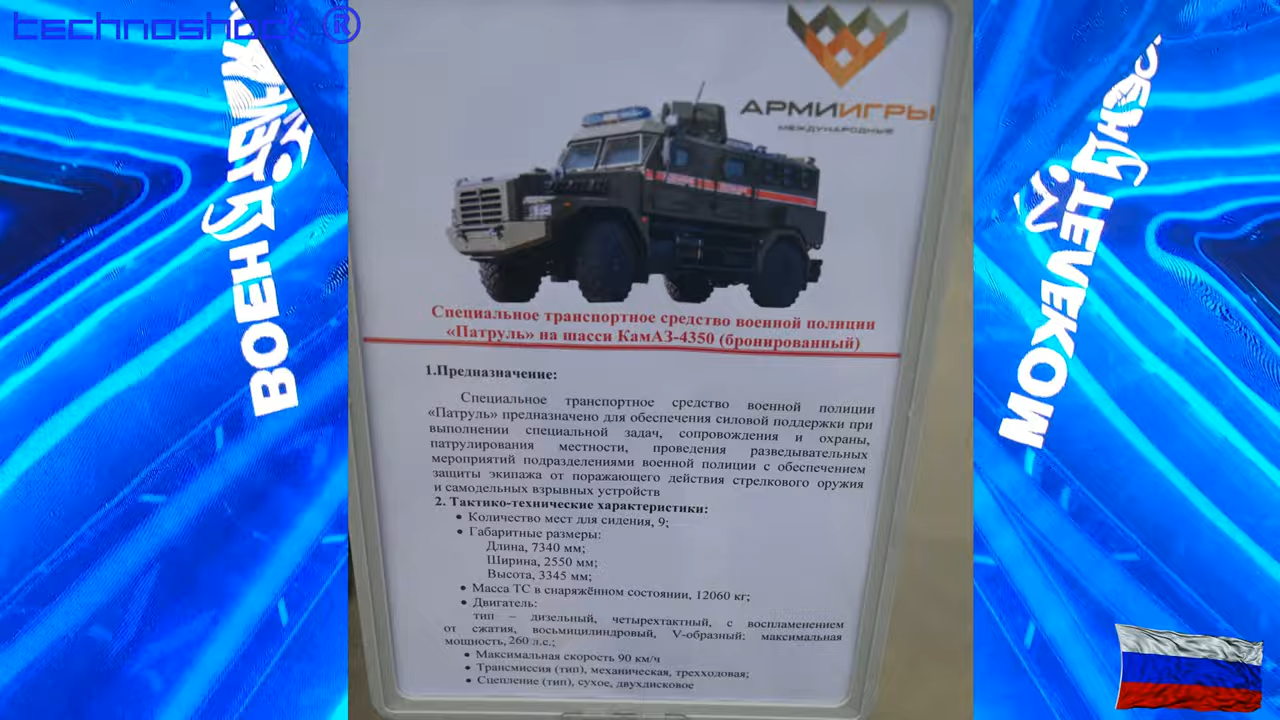 technoshock ®
ВОЕН
TEVEKOM
АРМИИГРЫ
МЕЖДУНАРОДНЫЕ
Специальное транспортное средство военной полиции
«Патруль» на шасси КамАЗ-4350 (бронированный)
1.Предназначение:
Специальное транспортное средство военной полиции
«Патруль» предназначено для обеспечения силовой поддержки при
выполнении специальной задач, сопровождения и охраны,
патрулирования местности, проведения разведывательных
мероприятий подразделениями военной полиции с обеспечением
защиты экипажа от поражающего действия стрелкового оружия
и самодельных взрывных устройств
2. Тактико-технические характеристики:
• Количество мест для сидения, 9;
• Габаритные размеры:
Длина, 7340 мм;
Ширина, 2550 мм;
Высота, 3345 мм;
• Масса ТС в снаряжённом состоянии, 12060 кг;
• Двигатель:
тип – дизельный, четырехтактный, с воспламенением
от сжатия, восьмицилиндровый, V-образный; максимальная
мощность, 260 л.с.;
• Максимальная скорость 90 км/ч
• Трансмиссия (тип), механическая, трехходовая;
• Сцепление (тип), сухое, двухдисковое